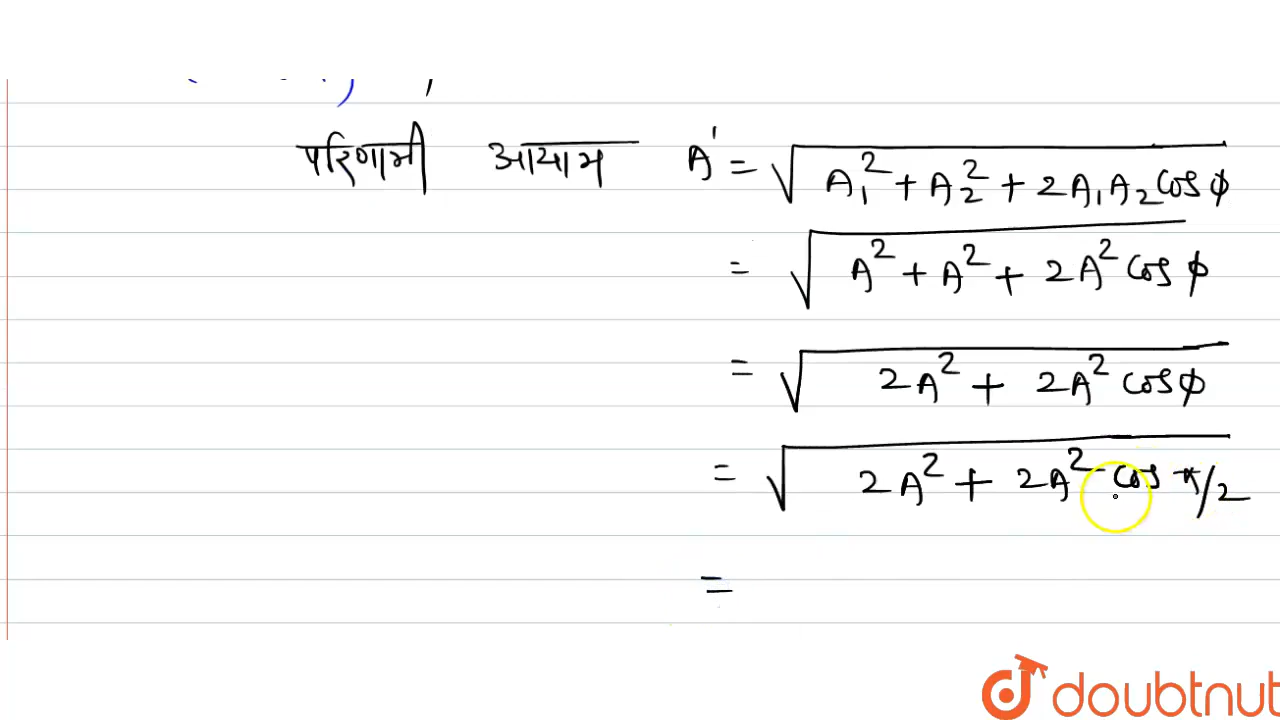 परिणामी आयाम A' = √(A₁² + A₂² + 2A₁A₂ cos φ)
= √(A² + A² + 2A² cos φ)
= √(2A² + 2A² cos φ)
= √(2A² + 2A² cos π/2)
=
doubtnut